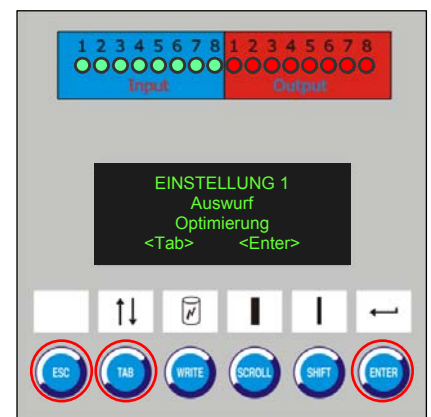 1 2 3 4 5 6 7 8 1 2 3 4 5 6 7 8
Input Output
EINSTELLUNG 1
Auswurf
Optimierung
<Tab> <Enter>
ESC TAB WRITE SCROLL SHIFT ENTER